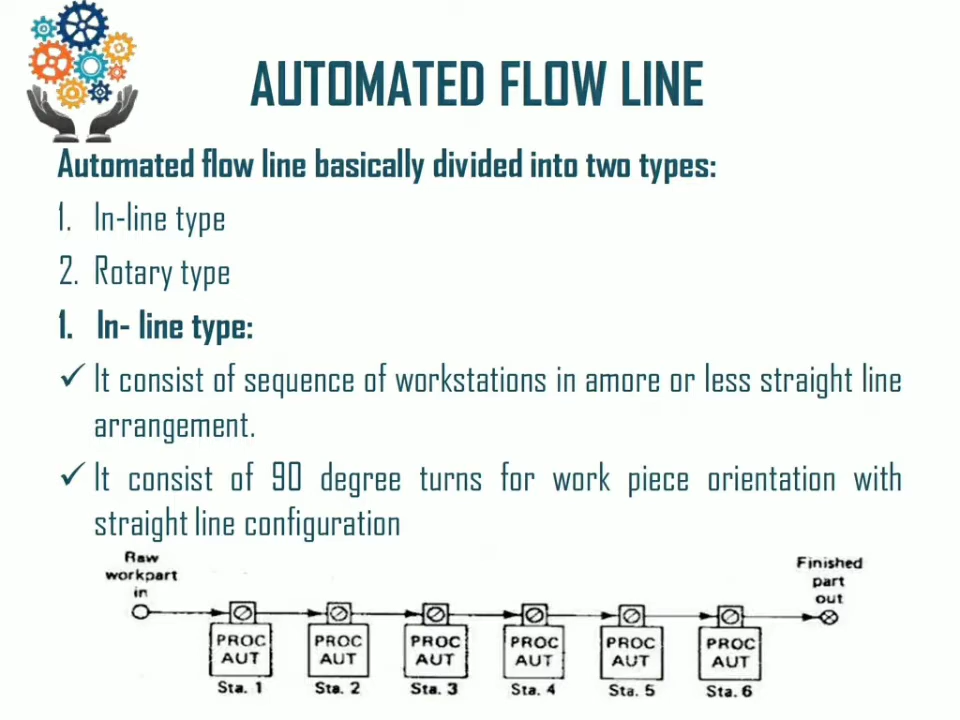 AUTOMATED FLOW LINE
Automated flow line basically divided into two types:
1. In-line type
2. Rotary type
1. In- line type:
✓ It consist of sequence of workstations in amore or less straight line
arrangement.
✓ It consist of 90 degree turns for work piece orientation with
straight line configuration
Raw
workpart
in
Finished
part
out
PROC
AUT
Sta. 1
PROC
AUT
Sta. 2
PROC
AUT
Sta. 3
PROC
AUT
Sta. 4
PROC
AUT
Sta. 5
PROC
AUT
Sta. 6